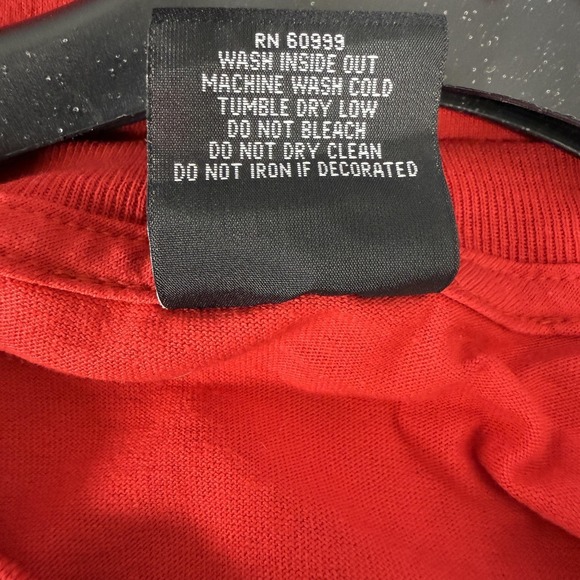 RN 60999
WASH INSIDE OUT
MACHINE WASH COLD
TUMBLE DRY LOW
DO NOT BLEACH
DO NOT DRY CLEAN
DO NOT IRON IF DECORATED